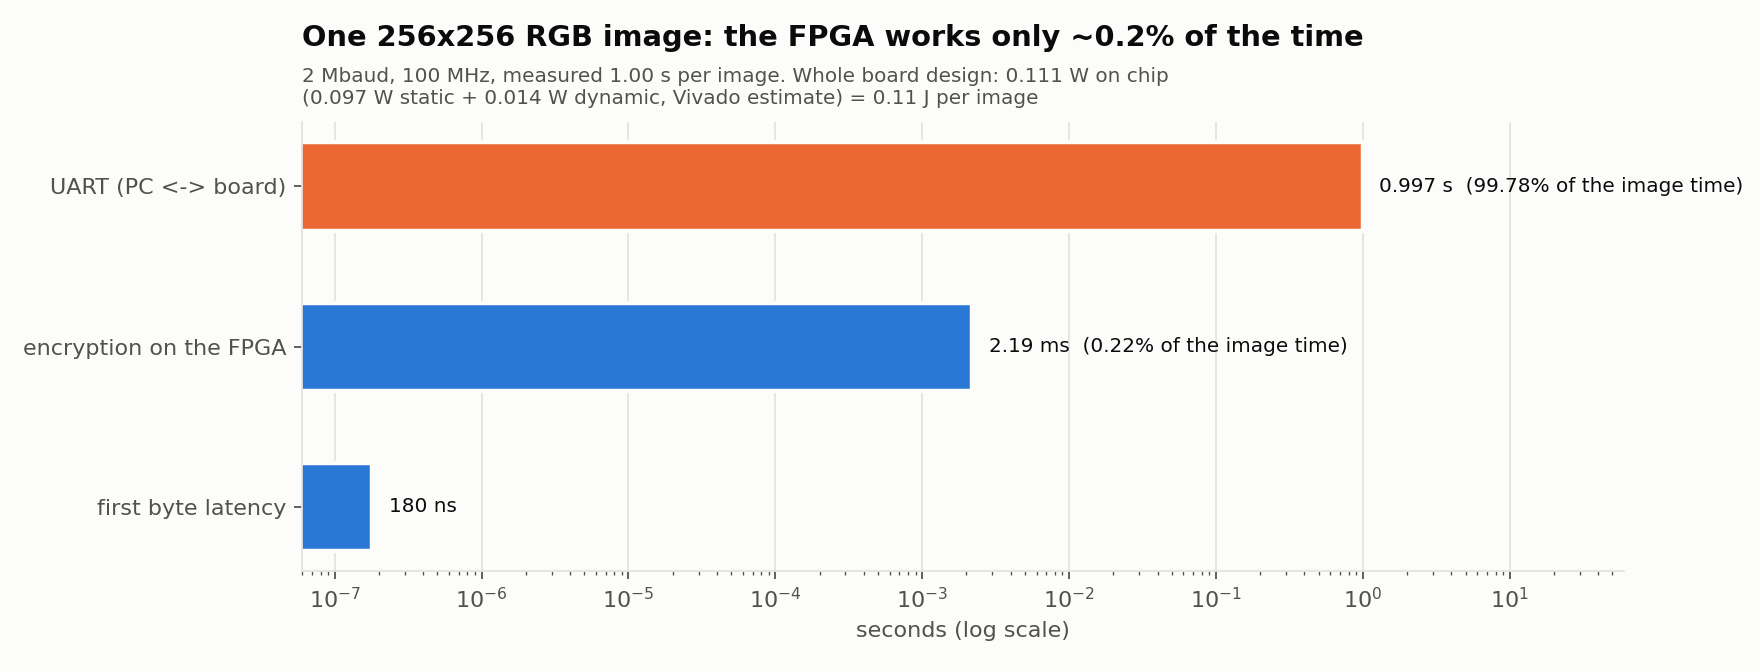 One 256x256 RGB image: the FPGA works only ~0.2% of the time
2 Mbaud, 100 MHz, measured 1.00 s per image. Whole board design: 0.111 W on chip
(0.097 W static + 0.014 W dynamic, Vivado estimate) = 0.11 J per image
UART (PC <-> board)
0.997 s  (99.78% of the image time)
encryption on the FPGA
2.19 ms  (0.22% of the image time)
first byte latency
180 ns
10⁻⁷ 10⁻⁶ 10⁻⁵ 10⁻⁴ 10⁻³ 10⁻² 10⁻¹ 10⁰ 10¹
seconds (log scale)